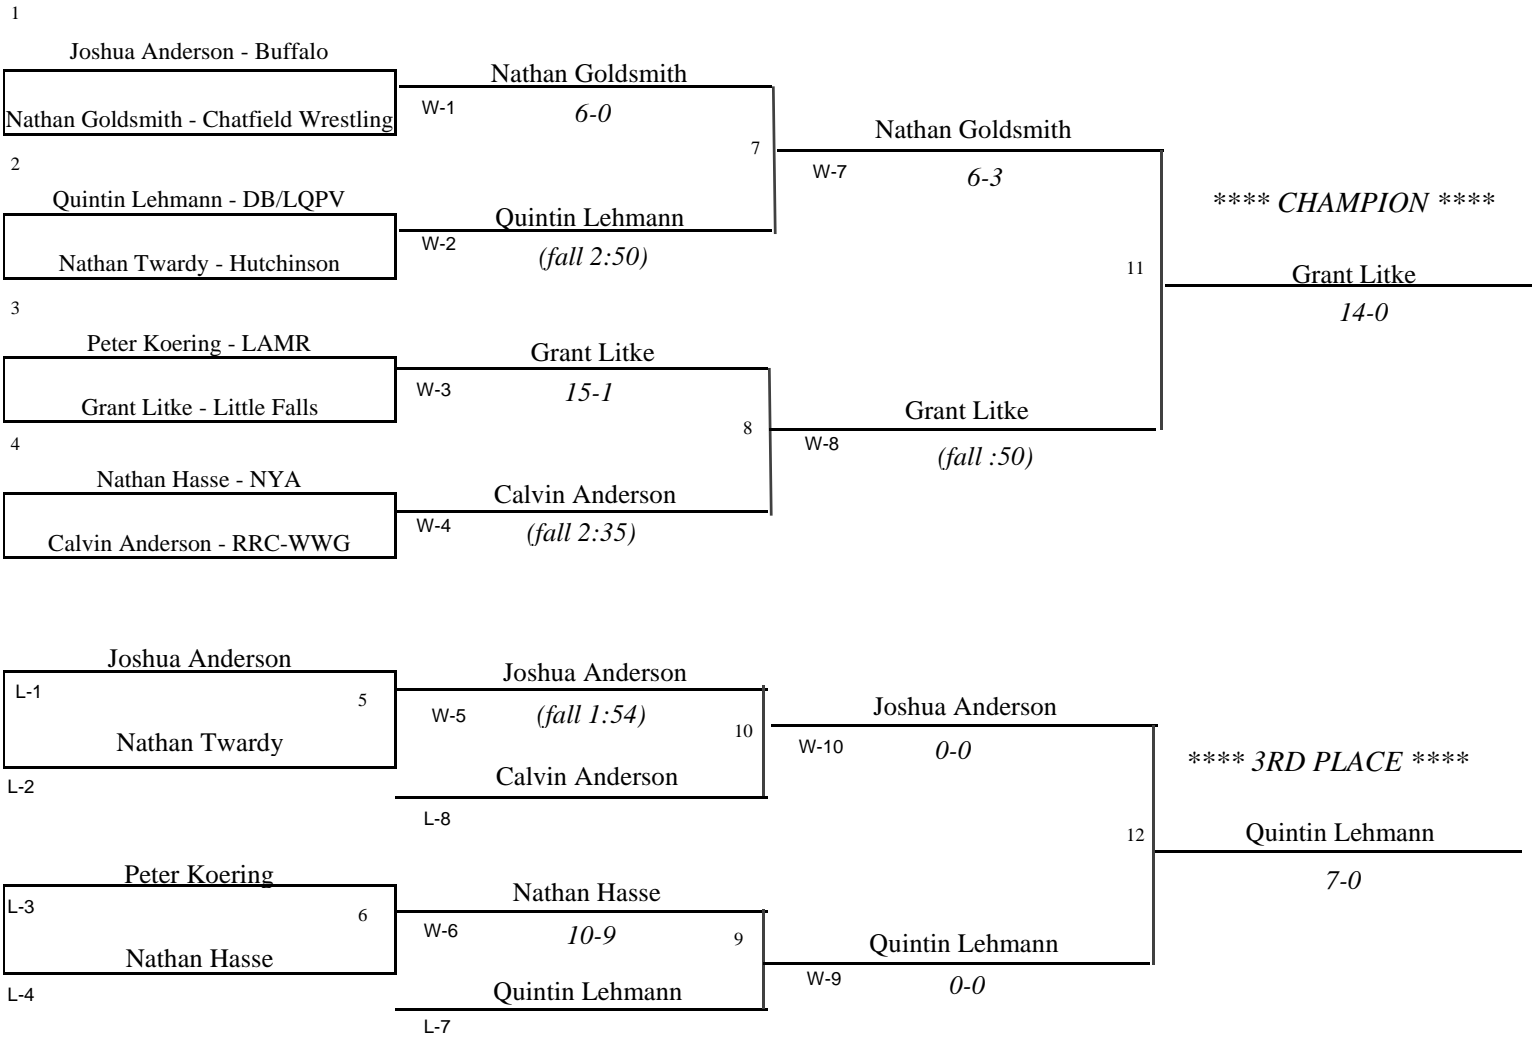 1
Joshua Anderson - Buffalo
Nathan Goldsmith - Chatfield Wrestling
W-1
Nathan Goldsmith
6-0
2
Quintin Lehmann - DB/LQPV
Nathan Twardy - Hutchinson
W-2
Quintin Lehmann
(fall 2:50)
7
W-7
Nathan Goldsmith
6-3
3
Peter Koering - LAMR
Grant Litke - Little Falls
W-3
Grant Litke
15-1
4
Nathan Hasse - NYA
Calvin Anderson - RRC-WWG
W-4
Calvin Anderson
(fall 2:35)
8
W-8
Grant Litke
(fall :50)
11
**** CHAMPION ****
Grant Litke
14-0
Joshua Anderson
L-1
5
Nathan Twardy
L-2
Joshua Anderson
W-5
(fall 1:54)
Calvin Anderson
L-8
10
Joshua Anderson
W-10
0-0
Peter Koering
L-3
6
Nathan Hasse
L-4
Nathan Hasse
W-6
10-9
Quintin Lehmann
L-7
9
Quintin Lehmann
W-9
0-0
12
**** 3RD PLACE ****
Quintin Lehmann
7-0